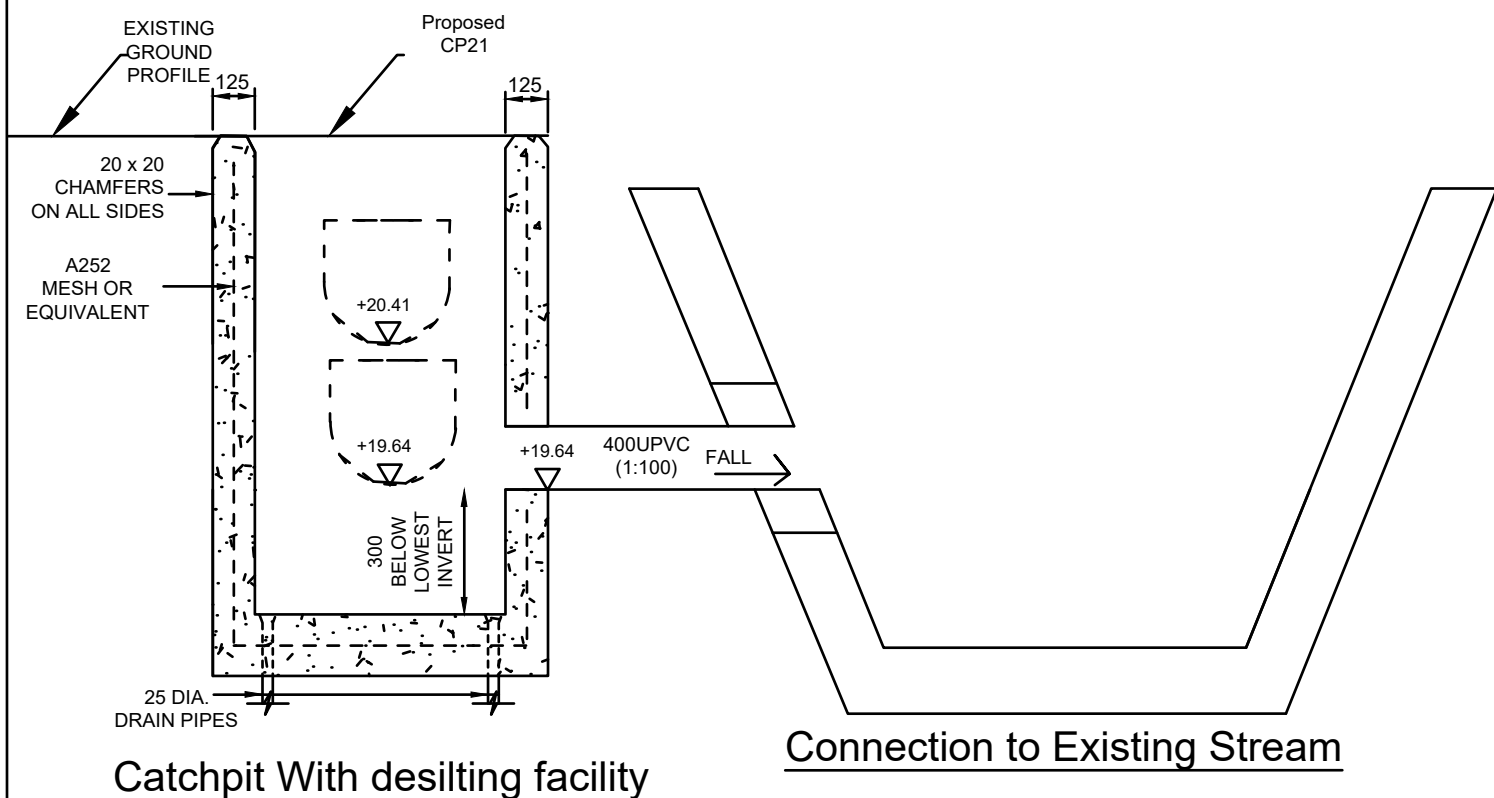 EXISTING
GROUND
PROFILE
Proposed
CP21
125
125
20 x 20
CHAMFERS
ON ALL SIDES
A252
MESH OR
EQUIVALENT
+20.41
+19.64
+19.64
400UPVC
(1:100)
FALL
300
BELOW
LOWEST
INVERT
25 DIA.
DRAIN PIPES
Connection to Existing Stream
Catchpit With desilting facility